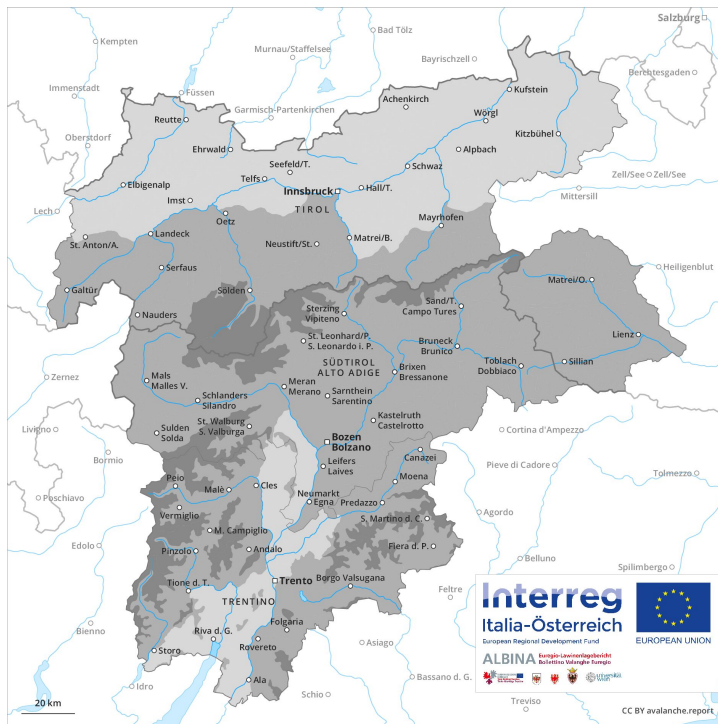 Salzburg
Kempten
Bad Tölz
Murnau/Staffelsee
Bayrischzell
Berchtesgaden
Immenstadt
Füssen
Garmisch-Partenkirchen
Achenkirch
Kufstein
Reutte
Wörgl
Oberstdorf
Kitzbühel
Ehrwald
Alpbach
Seefeld/T.
Schwaz
Telfs
Zell/See
Zell/See
Elbigenalp
Innsbruck
Hall/T.
Mittersill
Imst
Lech
TIROL
Oetz
Mayrhofen
Landeck
St. Anton/A.
Neustift/St.
Matrei/B.
Serfaus
Heiligenblut
Galtür
Sölden
Matrei/O.
Nauders
Sterzing
Vipiteno
Sand/T.
Campo Tures
St. Leonhard/P.
S. Leonardo i. P.
Lienz
Bruneck
Brunico
SÜDTIROL
ALTO ADIGE
Toblach
Dobbiaco
Sillian
Brixen
Bressanone
Zernez
Mals
Malles V.
Meran
Merano
Sarnthein
Sarentino
Schlanders
Silandro
Kastelruth
Castelrotto
St. Walburg
S. Valburga
Livigno
Sulden
Solda
Cortina d'Ampezzo
Bozen
Bolzano
Bormio
Canazei
Leifers
Laives
Pieve di Cadore
Tolmezzo
Peio
Moena
Malè
Cles
Neumarkt
Egna
Predazzo
Poschiavo
Vermiglio
Agordo
S. Martino d. C.
M. Campiglio
Edolo
Pinzolo
Andalo
Fiera d. P.
Belluno
Spilimbergo
Tione d. T.
Trento
Borgo Valsugana
Feltre
TRENTINO
Folgaria
Bienno
Riva d. G.
Rovereto
Asiago
Storo
Ala
Bassano d. G.
Idro
Schio
Treviso
20 km
Interreg
Italia-Österreich
European Regional Development Fund
EUROPEAN UNION
ALBINA
Euregio-Lawinenlagebericht
Bollettino Valanghe Euregio
universität
wien
CC BY avalanche.report